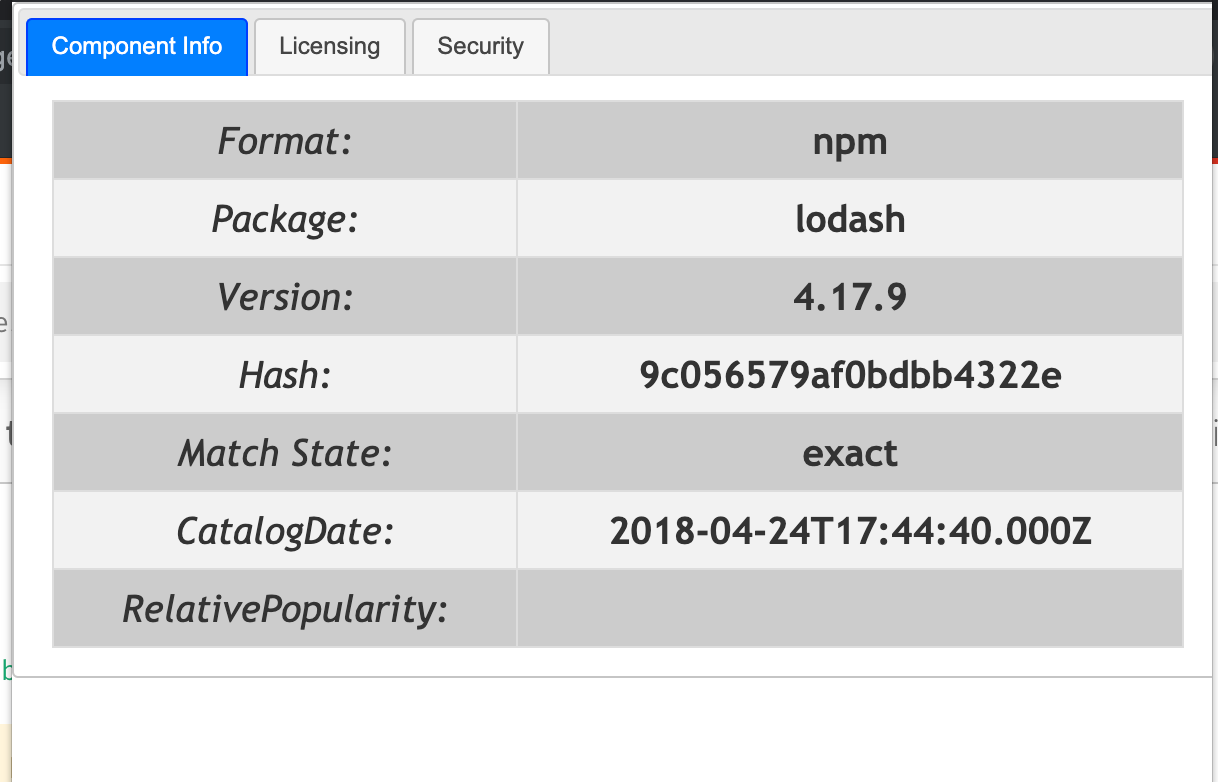 Component Info Licensing Security
Format: npm
Package: lodash
Version: 4.17.9
Hash: 9c056579af0bdbb4322e
Match State: exact
CatalogDate: 2018-04-24T17:44:40.000Z
RelativePopularity: